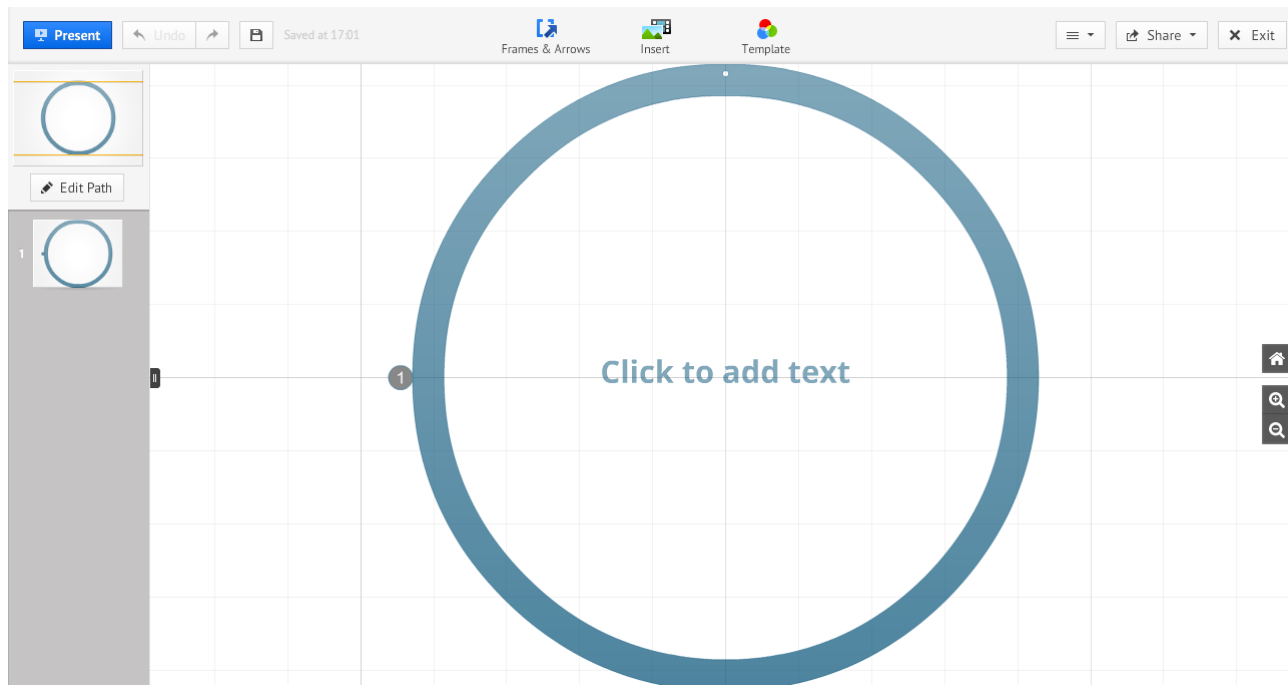 Present
Undo
Saved at 17:01
Frames & Arrows
Insert
Template
Share
Exit
Edit Path
1
1
Click to add text